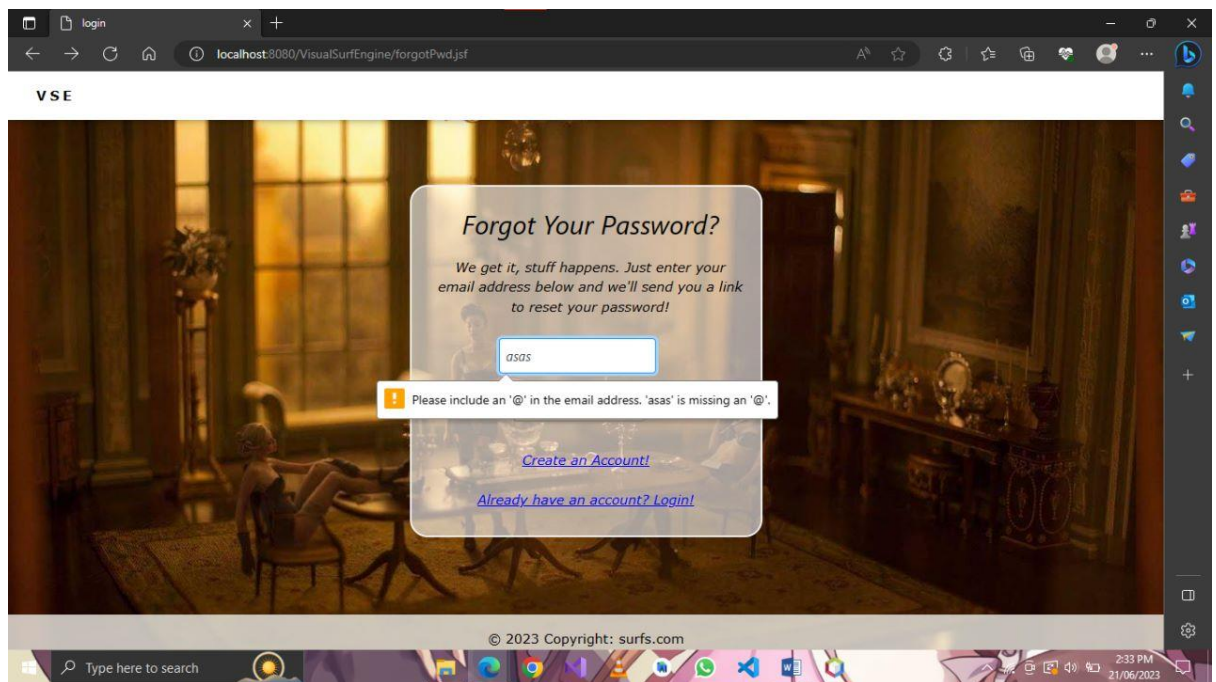 login
localhost:8080/VisualSurfEngine/forgotPwd.jsf
V S E
Forgot Your Password?
We get it, stuff happens. Just enter your
email address below and we'll send you a link
to reset your password!
asas
Please include an '@' in the email address. 'asas' is missing an '@'.
Create an Account!
Already have an account? Login!
© 2023 Copyright: surfs.com
Type here to search
2:33 PM
21/06/2023